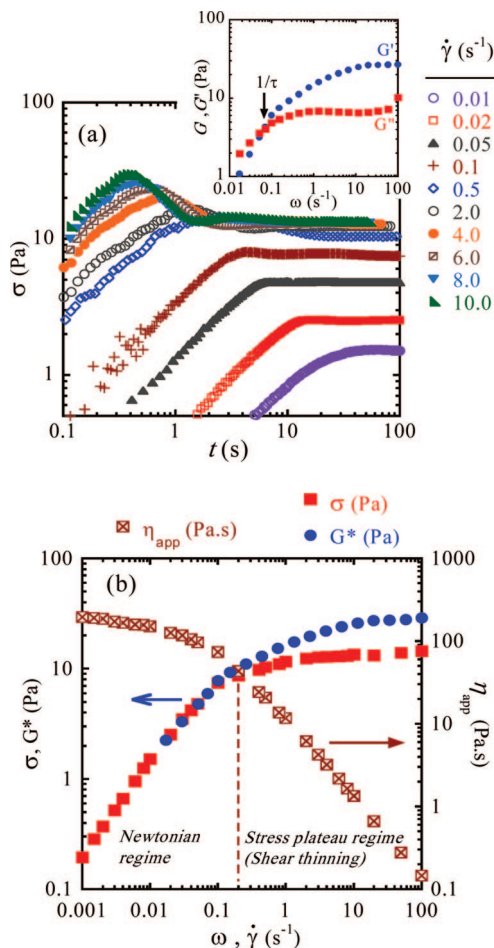 100
G', G'' (Pa)
10
1
0.01
0.1
1
10
100
ω (s⁻¹)
1/τ
G'
G"
γ̇ (s⁻¹)
0.01
0.02
0.05
0.1
0.5
2.0
4.0
6.0
8.0
10.0
(a)
σ (Pa)
100
10
1
0.1
1
10
100
t (s)
σ (Pa)
η app (Pa.s)
G* (Pa)
(b)
σ, G* (Pa)
100
10
1
0.1
1000
100
10
1
0.1
η app (Pa.s)
Newtonian
regime
Stress plateau regime
(Shear thinning)
0.001
0.01
0.1
1
10
100
ω , γ̇ (s⁻¹)